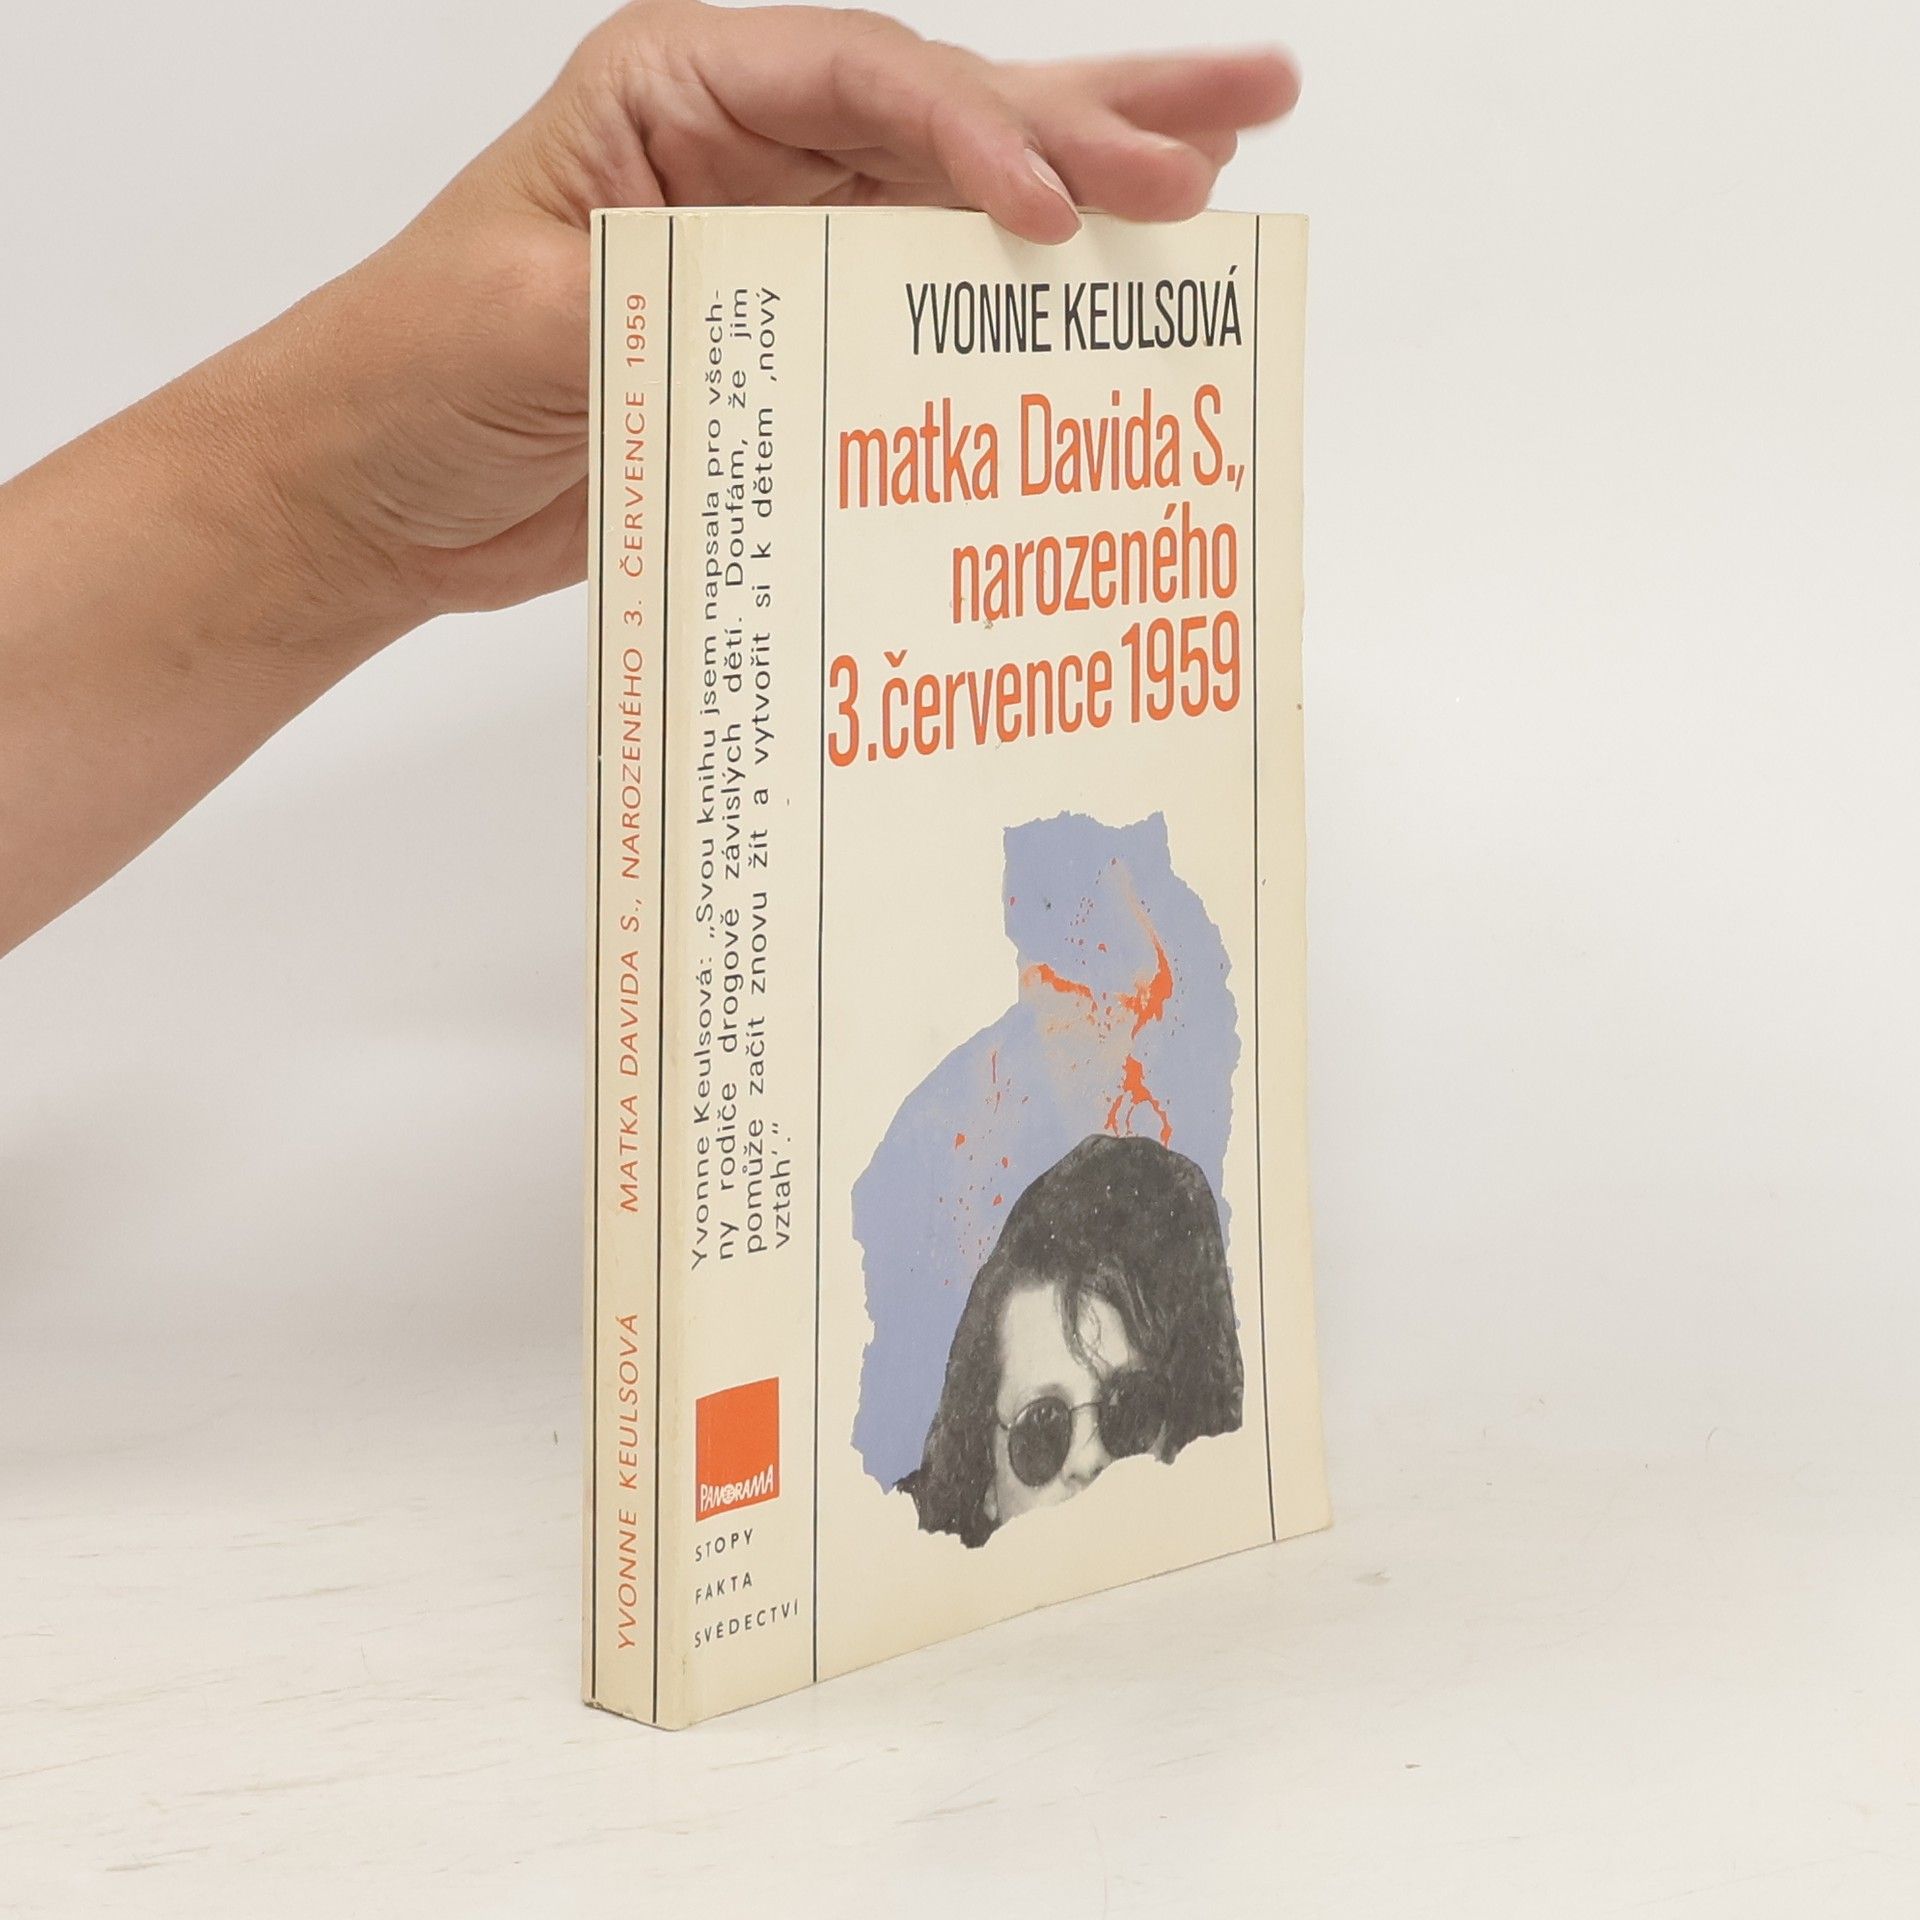 YVONNE KEULSOVÁ MATKA DAVIDA S., NAROZENÉHO 3. ČERVENCE 1959
Yvonne Keulsová: „Svou knihu jsem napsala pro všech-
ny rodiče drogově závislých dětí. Doufám, že jim
pomůže začít znovu žít a vytvořit si k dětem ‚nový
vztah‘.“
PANORAMA
STOPY
FAKTA
SVĚDECTVÍ
YVONNE KEULSOVÁ
matka Davida S.,
narozeného
3. července 1959